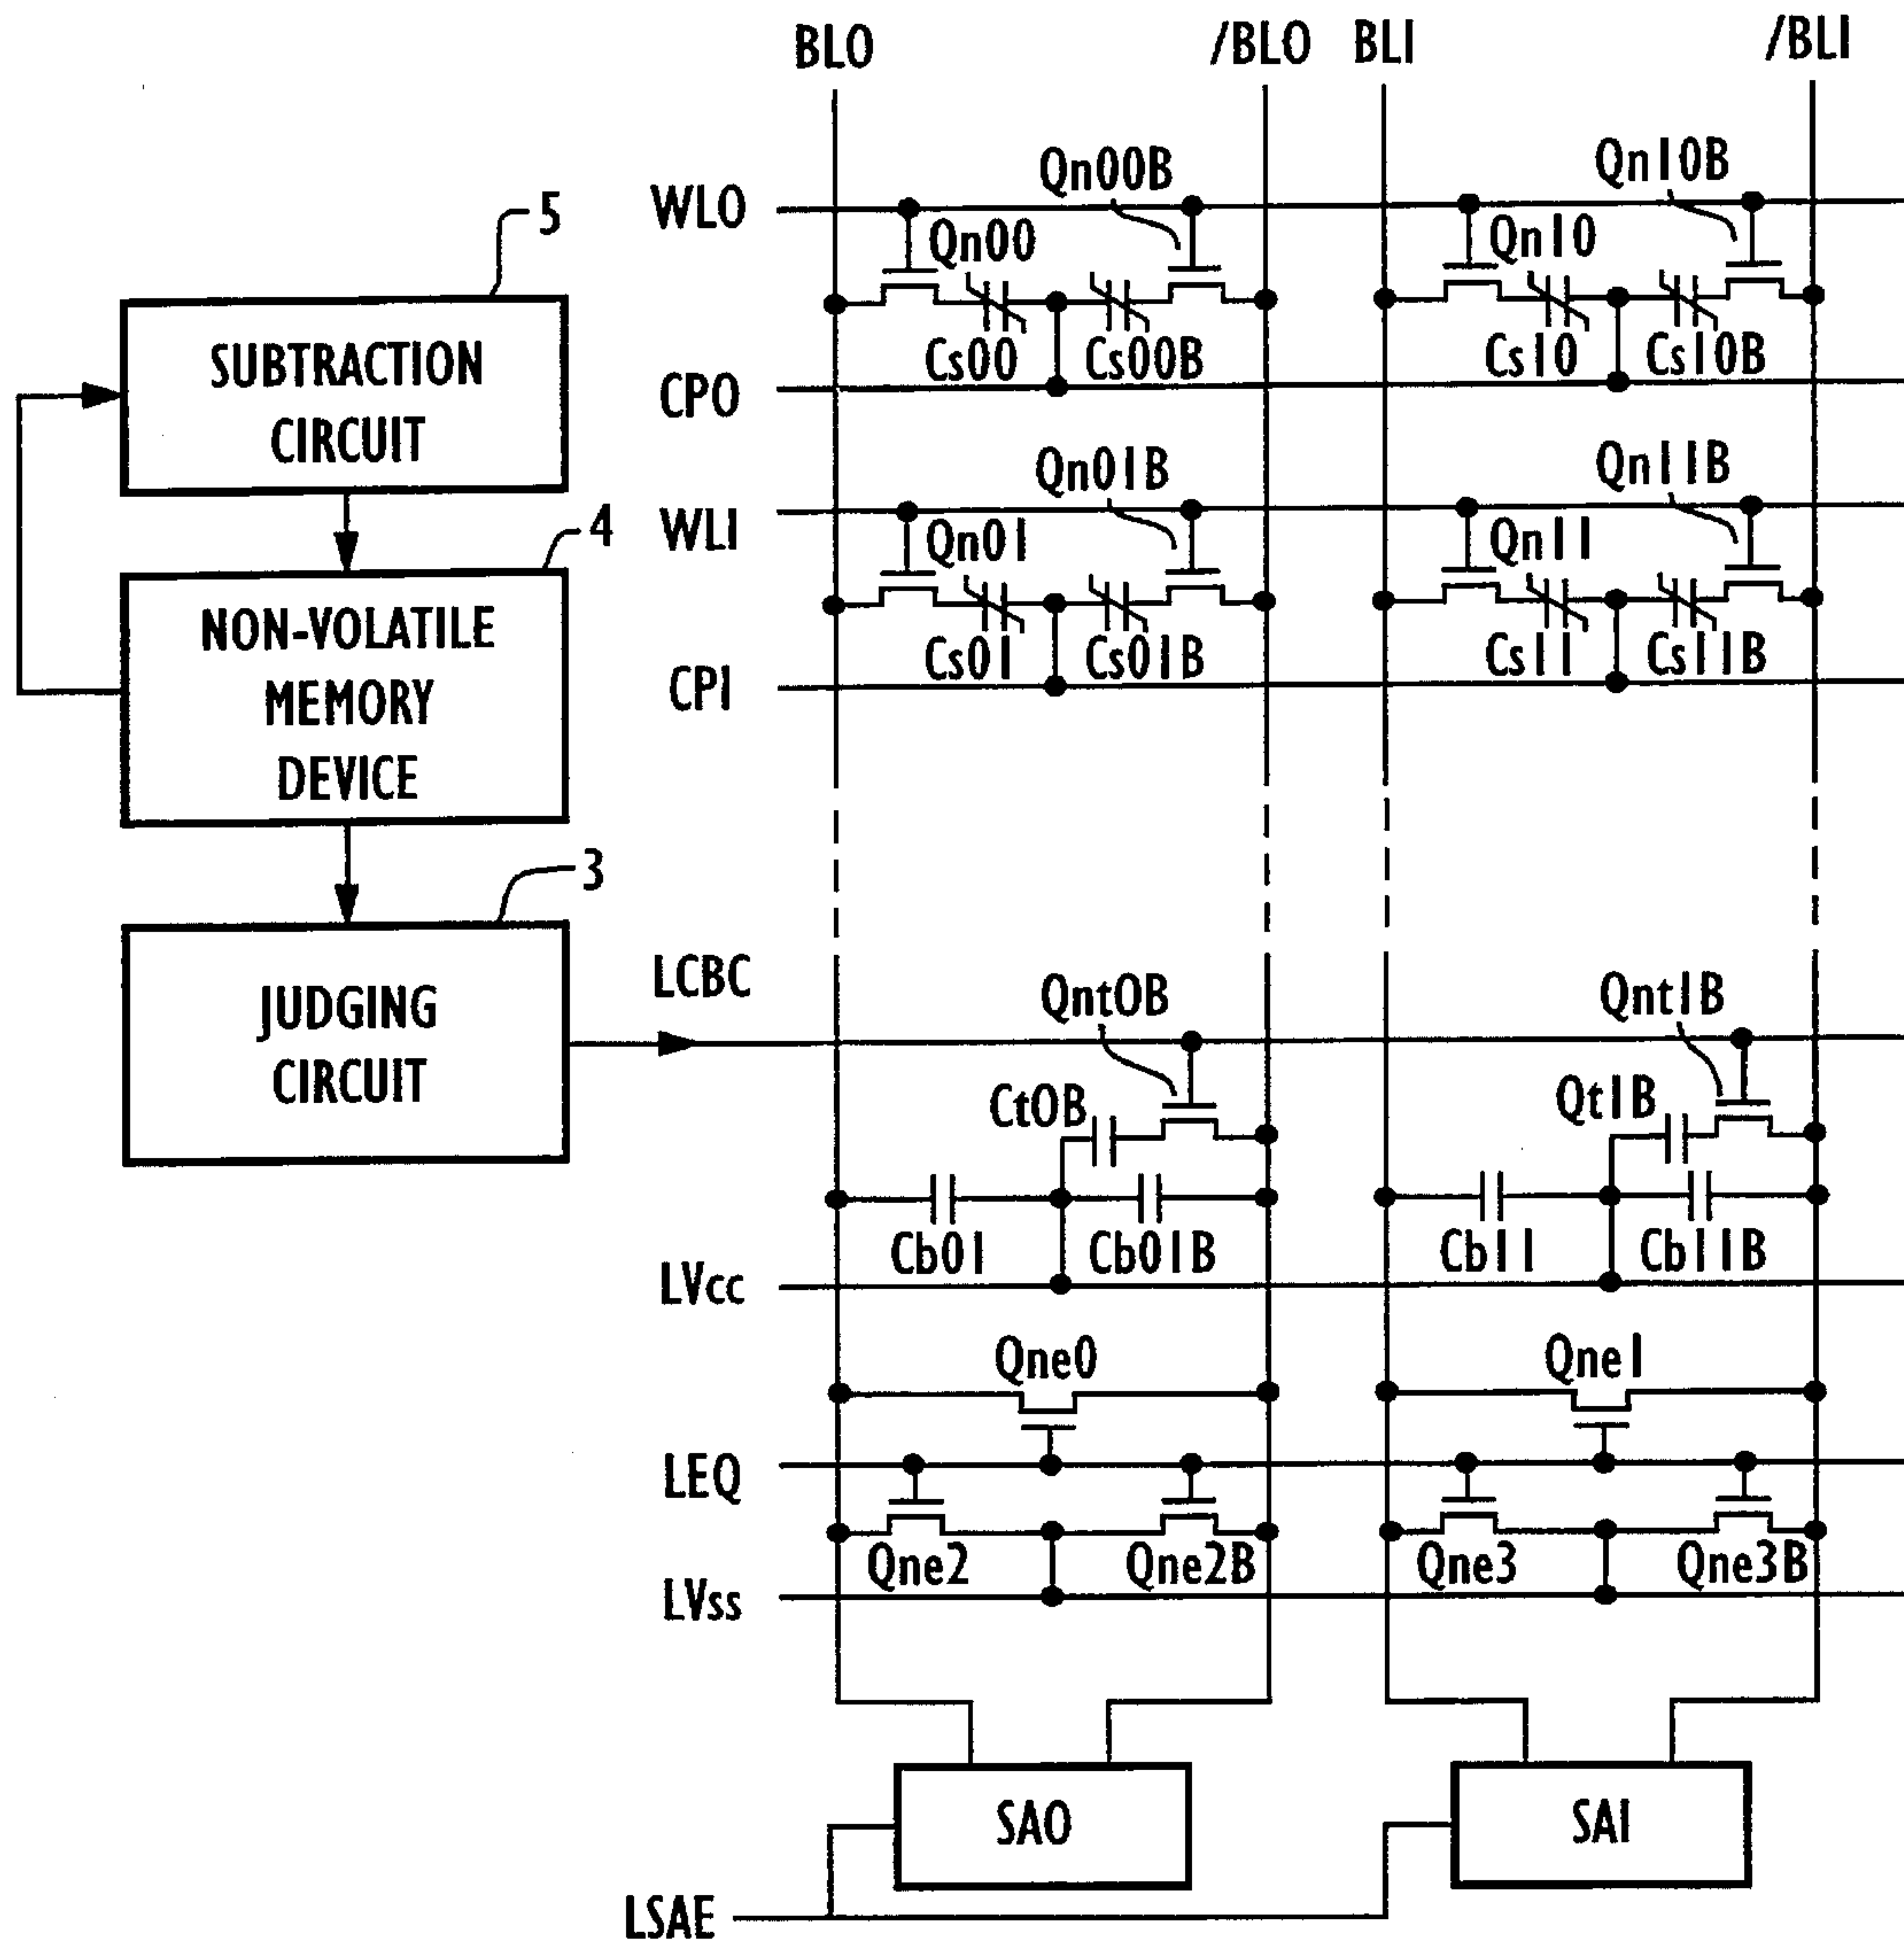 BL0 /BL0 BL1 /BL1
Qn00B Qn10B
WL0
5
Qn00 Qn10
SUBTRACTION
CIRCUIT
Cs00 Cs00B Cs10 Cs10B
CP0
Qn01B Qn11B
WL1
4
Qn01 Qn11
NON-VOLATILE
MEMORY
DEVICE
Cs01 Cs01B Cs11 Cs11B
CP1
3
LCBC
Qnt0B Qnt1B
JUDGING
CIRCUIT
Ct0B Qt1B
Cb01 Cb01B Cb11 Cb11B
LVcc
Qne0 Qne1
LEQ
Qne2 Qne2B Qne3 Qne3B
LVss
SA0 SA1
LSAE